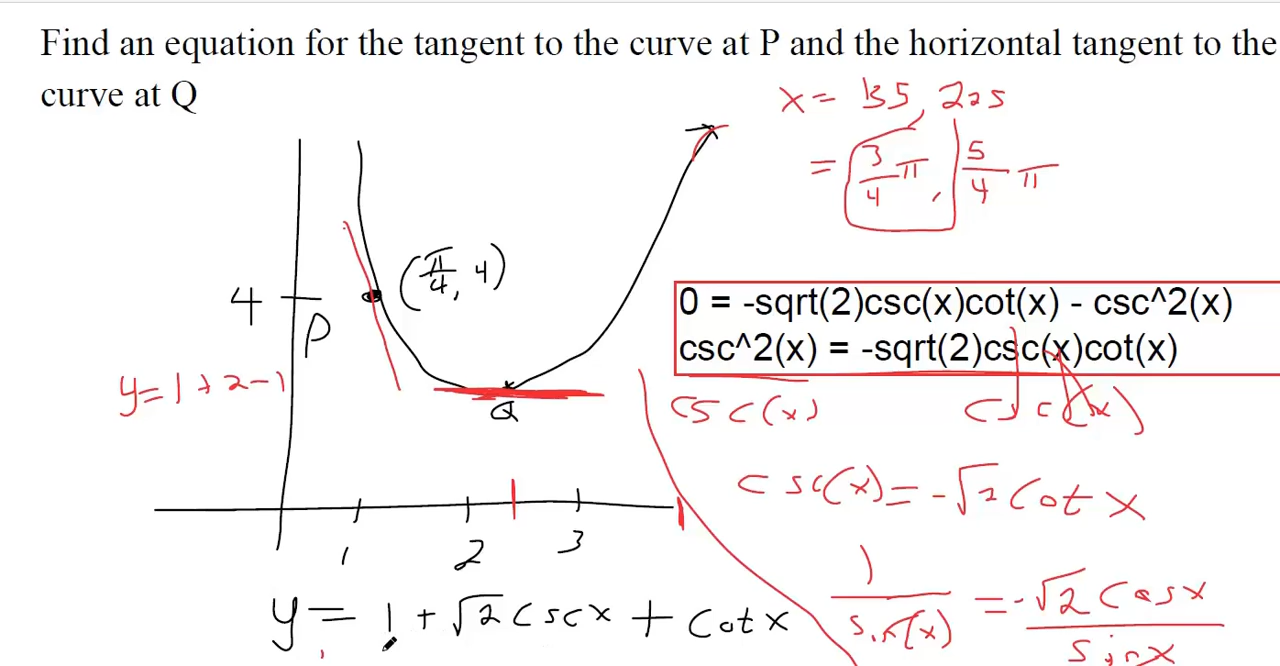 Find an equation for the tangent to the curve at P and the horizontal tangent to the
curve at Q
x = 135, 225
= 3/4 π, 5/4 π
(π/4, 4)
4
P
0 = -sqrt(2)csc(x)cot(x) - csc^2(x)
csc^2(x) = -sqrt(2)csc(x)cot(x)
y = 1 + 2 - 1
Q
csc(x) csc(x)
csc(x) = -√2 cot x
1 2 3
1/sin(x) = -√2 cos x/sin x
y = 1 + √2 csc x + cot x